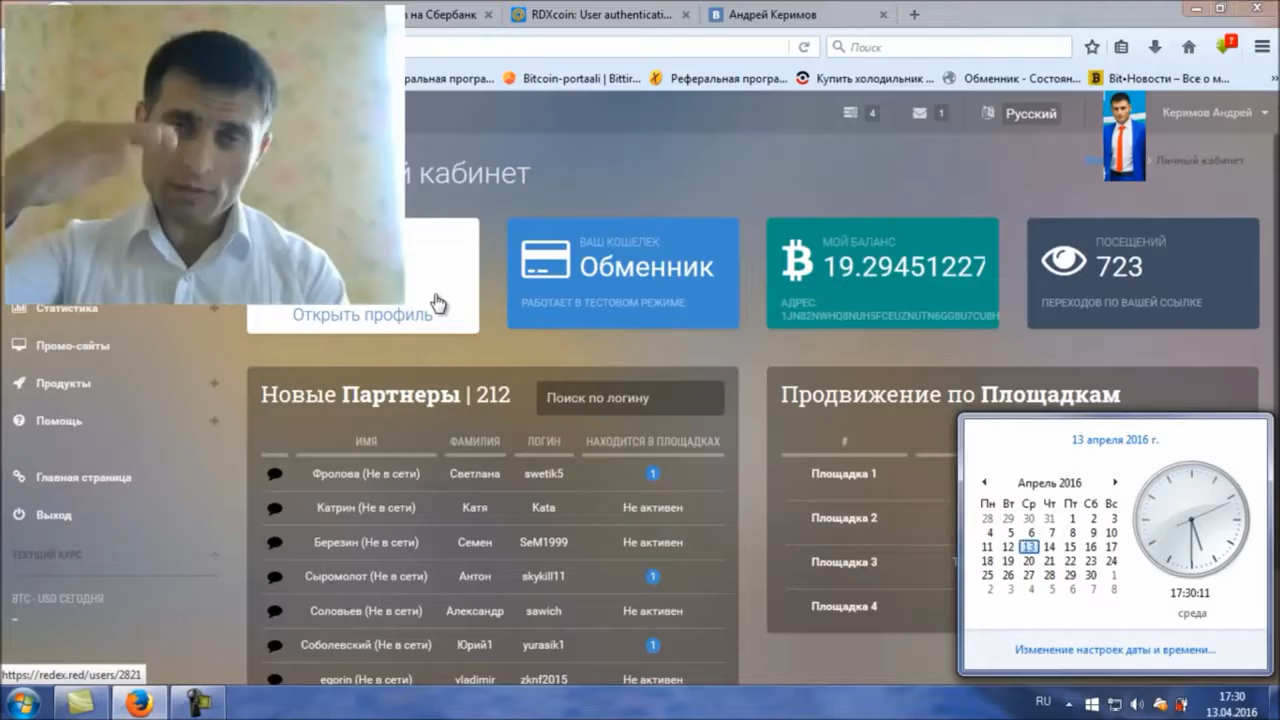 на Сбербанк
RDXcoin: User authenticati...
Андрей Керимов
Поиск
7
еральная програ...
Bitcoin-portaali | Bittir...
Реферальная програ...
Купить холодильник ...
Обменник - Состоян...
Bit•Новости – Все о м...
4
1
Русский
Керимов Андрей
Личный кабинет
й кабинет
Открыть профиль
ВАШ КОШЕЛЕК
Обменник
РАБОТАЕТ В ТЕСТОВОМ РЕЖИМЕ
МОЙ БАЛАНС
19.29451227
АДРЕС:
ПОСЕЩЕНИЙ
723
ПЕРЕХОДОВ ПО ВАШЕЙ ССЫЛКЕ
Статистика
Промо-сайты
Продукты
Помощь
Главная страница
Выход
ТЕКУЩИЙ КУРС
BTC - USD СЕГОДНЯ
–
Новые Партнеры | 212
Поиск по логину
ИМЯ ФАМИЛИЯ ЛОГИН НАХОДИТСЯ В ПЛОЩАДКАХ
Фролова (Не в сети) Светлана swetik5 1
Катрин (Не в сети) Катя Kata Не активен
Березин (Не в сети) Семен SeM1999 Не активен
Сыромолот (Не в сети) Антон skykill11 1
Соловьев (Не в сети) Александр sawich Не активен
Соболевский (Не в сети) Юрий1 yurasik1 1
egorin (Не в сети) vladimir zknf2015 Не активен
Продвижение по Площадкам
#
Площадка 1
Площадка 2
Площадка 3
Площадка 4
13 апреля 2016 г.
Апрель 2016
Пн Вт Ср Чт Пт Сб Вс
28 29 30 31 1 2 3
4 5 6 7 8 9 10
11 12 13 14 15 16 17
18 19 20 21 22 23 24
25 26 27 28 29 30 1
2 3 4 5 6 7 8
17:30:11
среда
Изменение настроек даты и времени...
https://redex.red/users/2821
RU
17:30
13.04.2016